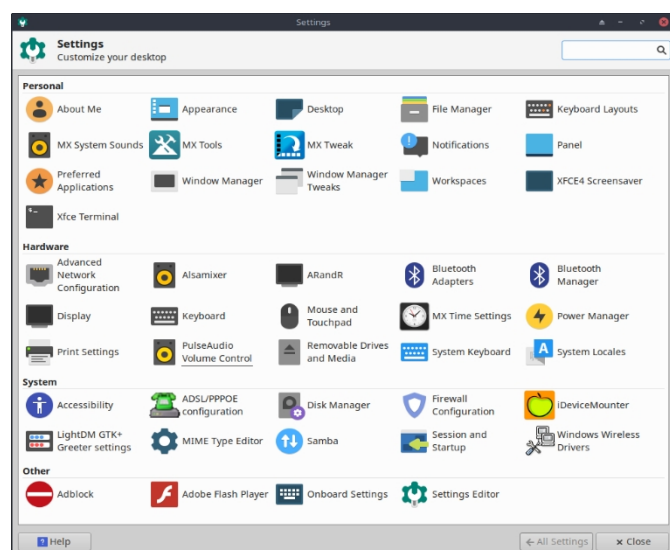 Settings
Settings
Customize your desktop
Personal
About Me
Appearance
Desktop
File Manager
Keyboard Layouts
MX System Sounds
MX Tools
MX Tweak
Notifications
Panel
Preferred
Applications
Window Manager
Window Manager
Tweaks
Workspaces
XFCE4 Screensaver
Xfce Terminal
Hardware
Advanced
Network
Configuration
Alsamixer
ARandR
Bluetooth
Adapters
Bluetooth
Manager
Display
Keyboard
Mouse and
Touchpad
MX Time Settings
Power Manager
Print Settings
PulseAudio
Volume Control
Removable Drives
and Media
System Keyboard
System Locales
System
Accessibility
ADSL/PPPOE
configuration
Disk Manager
Firewall
Configuration
iDeviceMounter
LightDM GTK+
Greeter settings
MIME Type Editor
Samba
Session and
Startup
Windows Wireless
Drivers
Other
Adblock
Adobe Flash Player
Onboard Settings
Settings Editor
Help
All Settings
Close